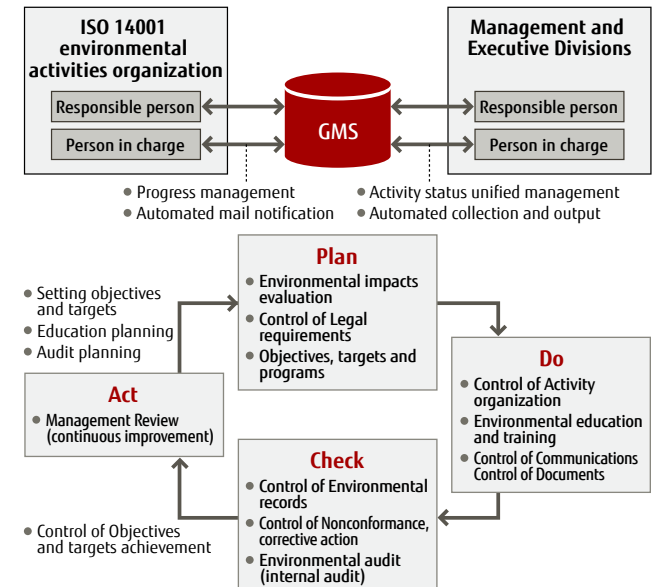 ISO 14001
environmental
activities organization
Responsible person
Person in charge
GMS
Management and
Executive Divisions
Responsible person
Person in charge
● Progress management
● Automated mail notification
● Activity status unified management
● Automated collection and output
Plan
● Environmental impacts
evaluation
● Control of Legal
requirements
● Objectives, targets and
programs
● Setting objectives
and targets
● Education planning
● Audit planning
Do
● Control of Activity
organization
● Environmental education
and training
● Control of Communications
Control of Documents
Act
● Management Review
(continuous improvement)
Check
● Control of Environmental
records
● Control of Nonconformance,
corrective action
● Environmental audit
(internal audit)
● Control of Objectives
and targets achievement